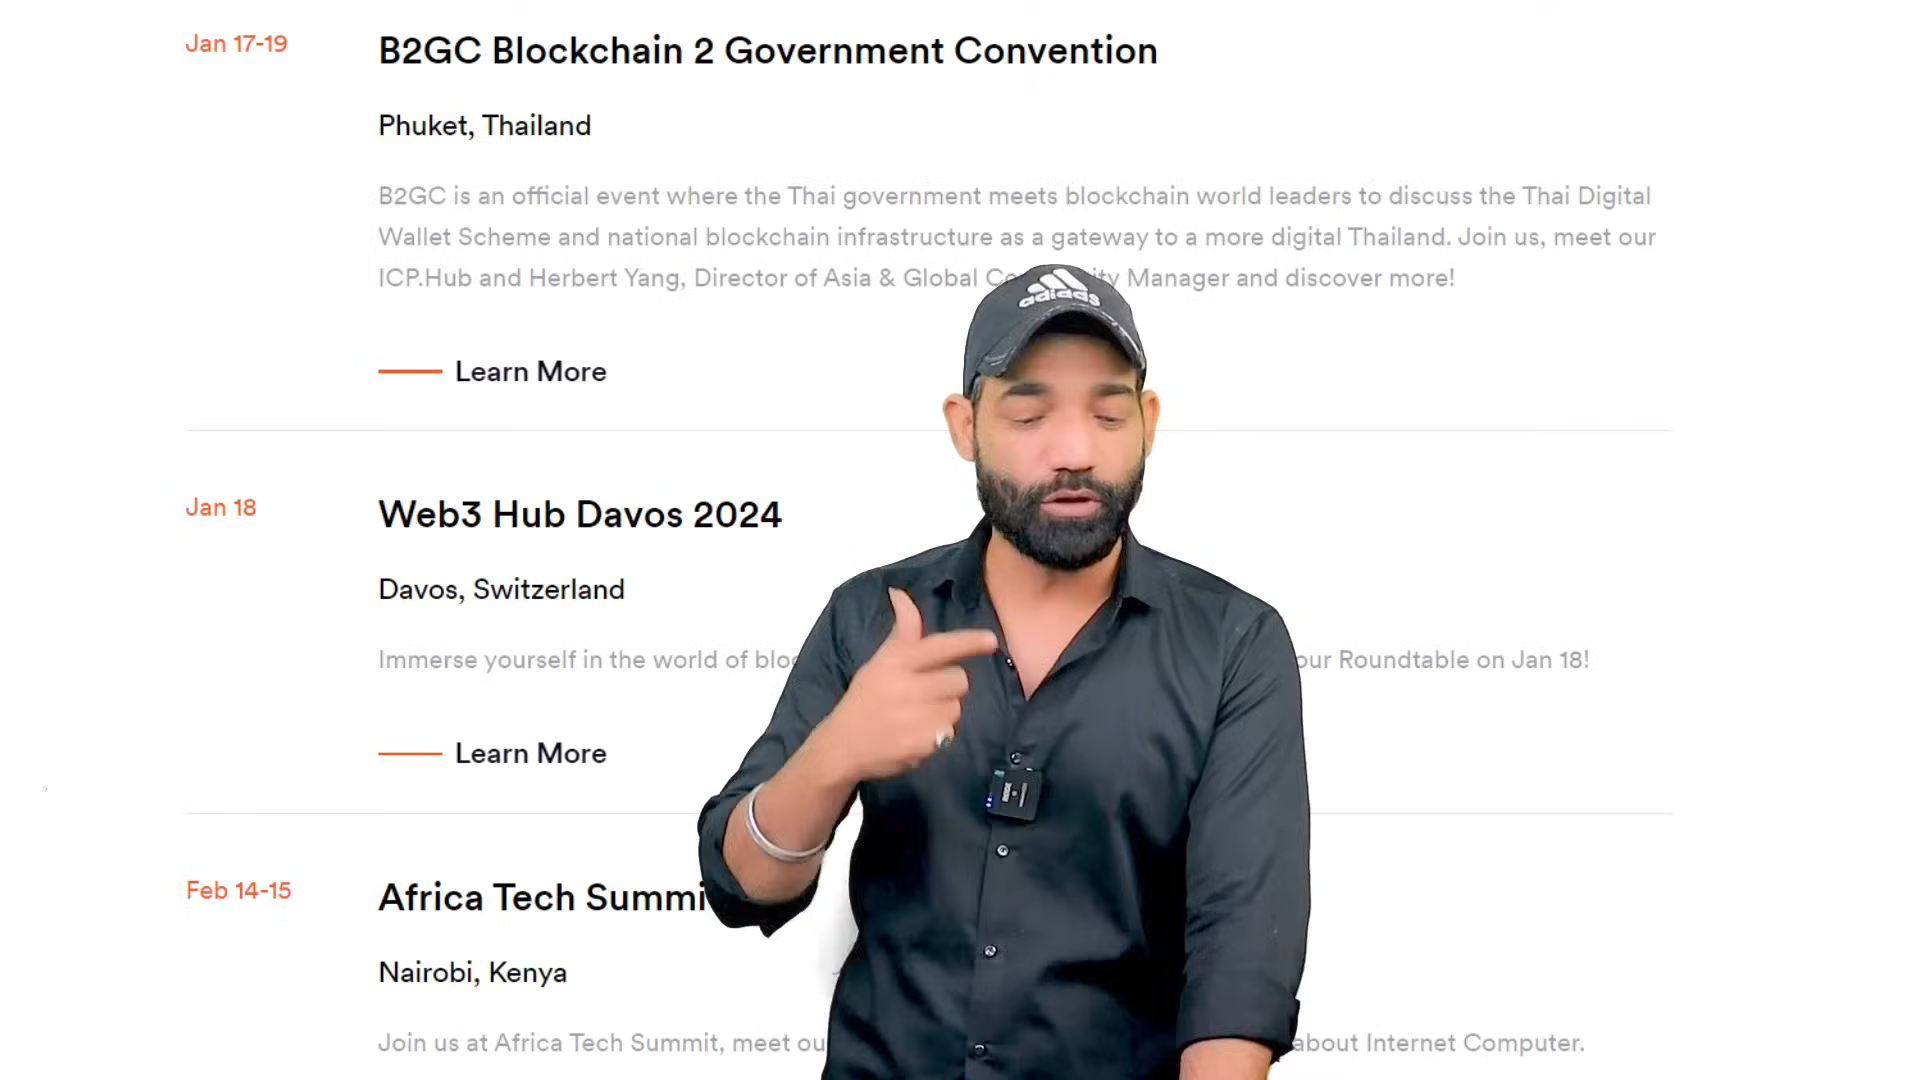 Jan 17-19
B2GC Blockchain 2 Government Convention
Phuket, Thailand
B2GC is an official event where the Thai government meets blockchain world leaders to discuss the Thai Digital
Wallet Scheme and national blockchain infrastructure as a gateway to a more digital Thailand. Join us, meet our
ICP.Hub and Herbert Yang, Director of Asia & Global Manager and discover more!
adidas
Learn More
Jan 18
Web3 Hub Davos 2024
Davos, Switzerland
Immerse yourself in the world of our Roundtable on Jan 18!
Learn More
Feb 14-15
Africa Tech Summi
Nairobi, Kenya
Join us at Africa Tech Summit, meet about Internet Computer.